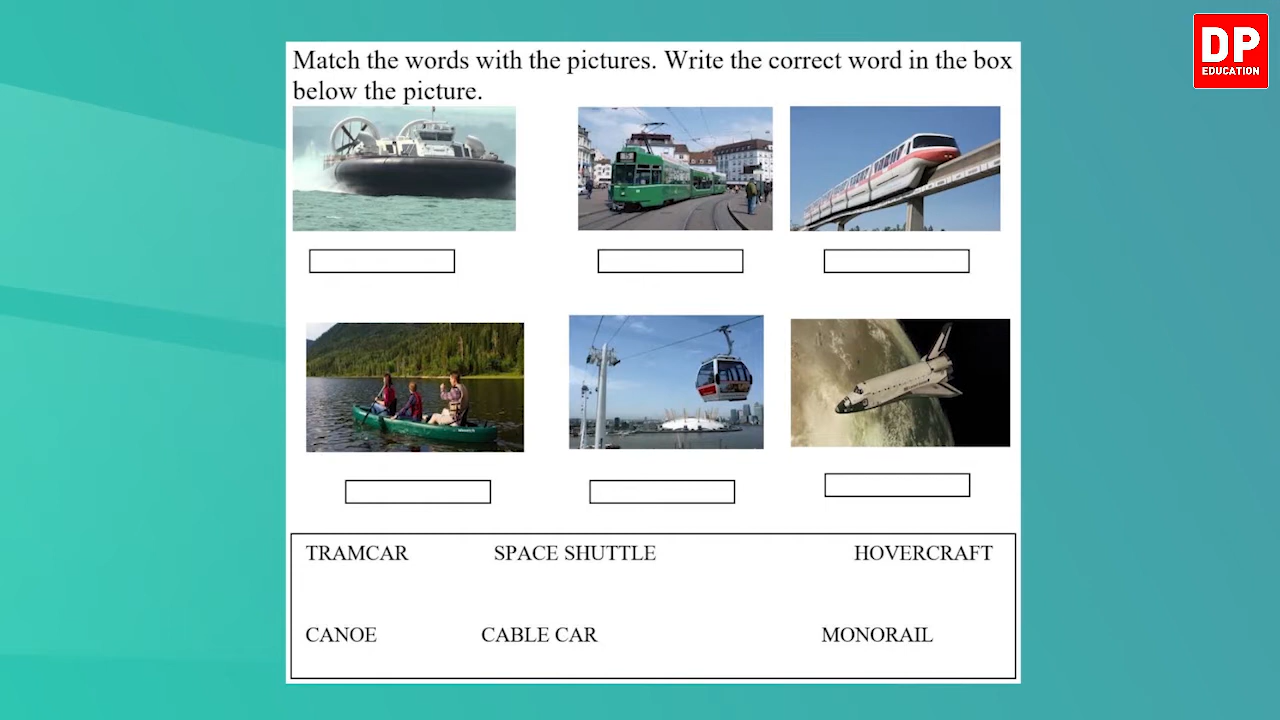 DP
EDUCATION
Match the words with the pictures. Write the correct word in the box
below the picture.
TRAMCAR SPACE SHUTTLE HOVERCRAFT
CANOE CABLE CAR MONORAIL